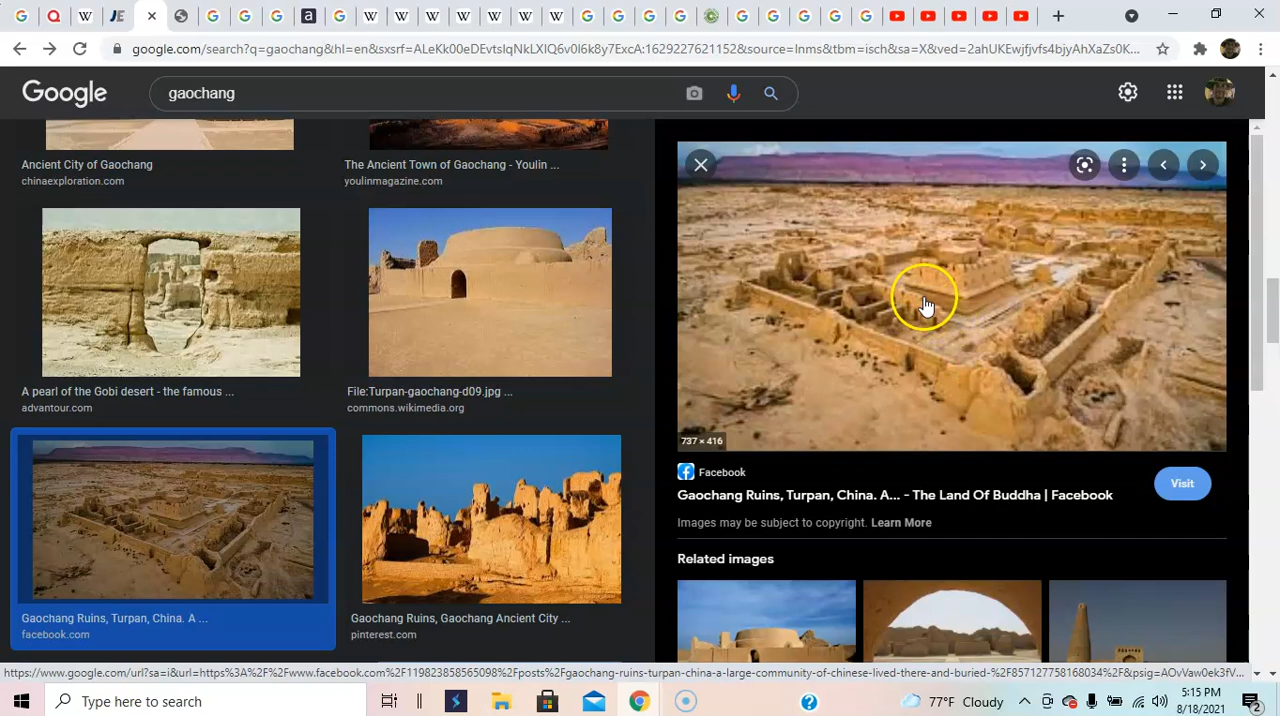 google.com/search?q=gaochang&hl=en&sxsrf=ALeKk00eDEvtsIqNkLXIQ6v0I6k8y7ExcA:1629227621152&source=lnms&tbm=isch&sa=X&ved=2ahUKEwjfjvfs4bjyAhXaZs0K...
Google
gaochang
Ancient City of Gaochang
chinaexploration.com
The Ancient Town of Gaochang - Youlin ...
youlinmagazine.com
A pearl of the Gobi desert - the famous ...
advantour.com
File:Turpan-gaochang-d09.jpg ...
commons.wikimedia.org
Gaochang Ruins, Turpan, China. A ...
facebook.com
Gaochang Ruins, Gaochang Ancient City ...
pinterest.com
737 × 416
Facebook
Gaochang Ruins, Turpan, China. A... - The Land Of Buddha | Facebook
Visit
Images may be subject to copyright. Learn More
Related images
https://www.google.com/url?sa=i&url=https%3A%2F%2Fwww.facebook.com%2F119823858565098%2Fposts%2Fgaochang-ruins-turpan-china-a-large-community-of-chinese-lived-there-and-buried-%2F857127758168034%2F&psig=AOvVaw0ek3fV...
Type here to search
77°F Cloudy
5:15 PM
8/18/2021
2